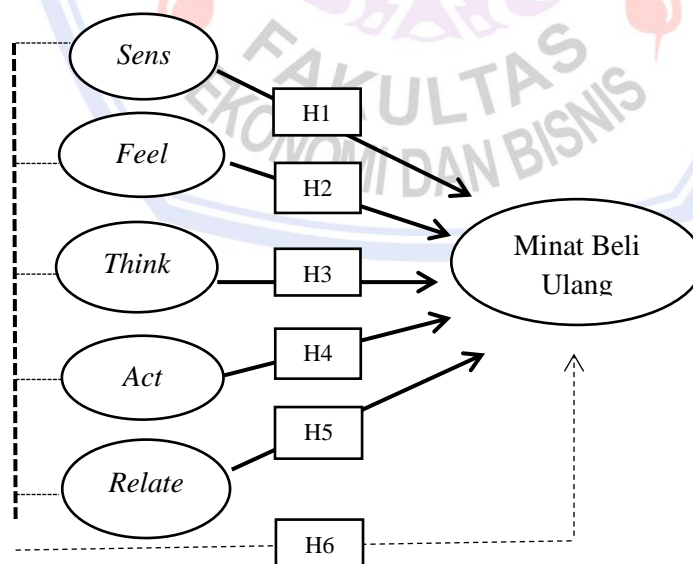 Sens
FAKULTAS
EKONOMI DAN BISNIS
H1
Feel
H2
Minat Beli
Ulang
Think
H3
Act
H4
H5
Relate
H6